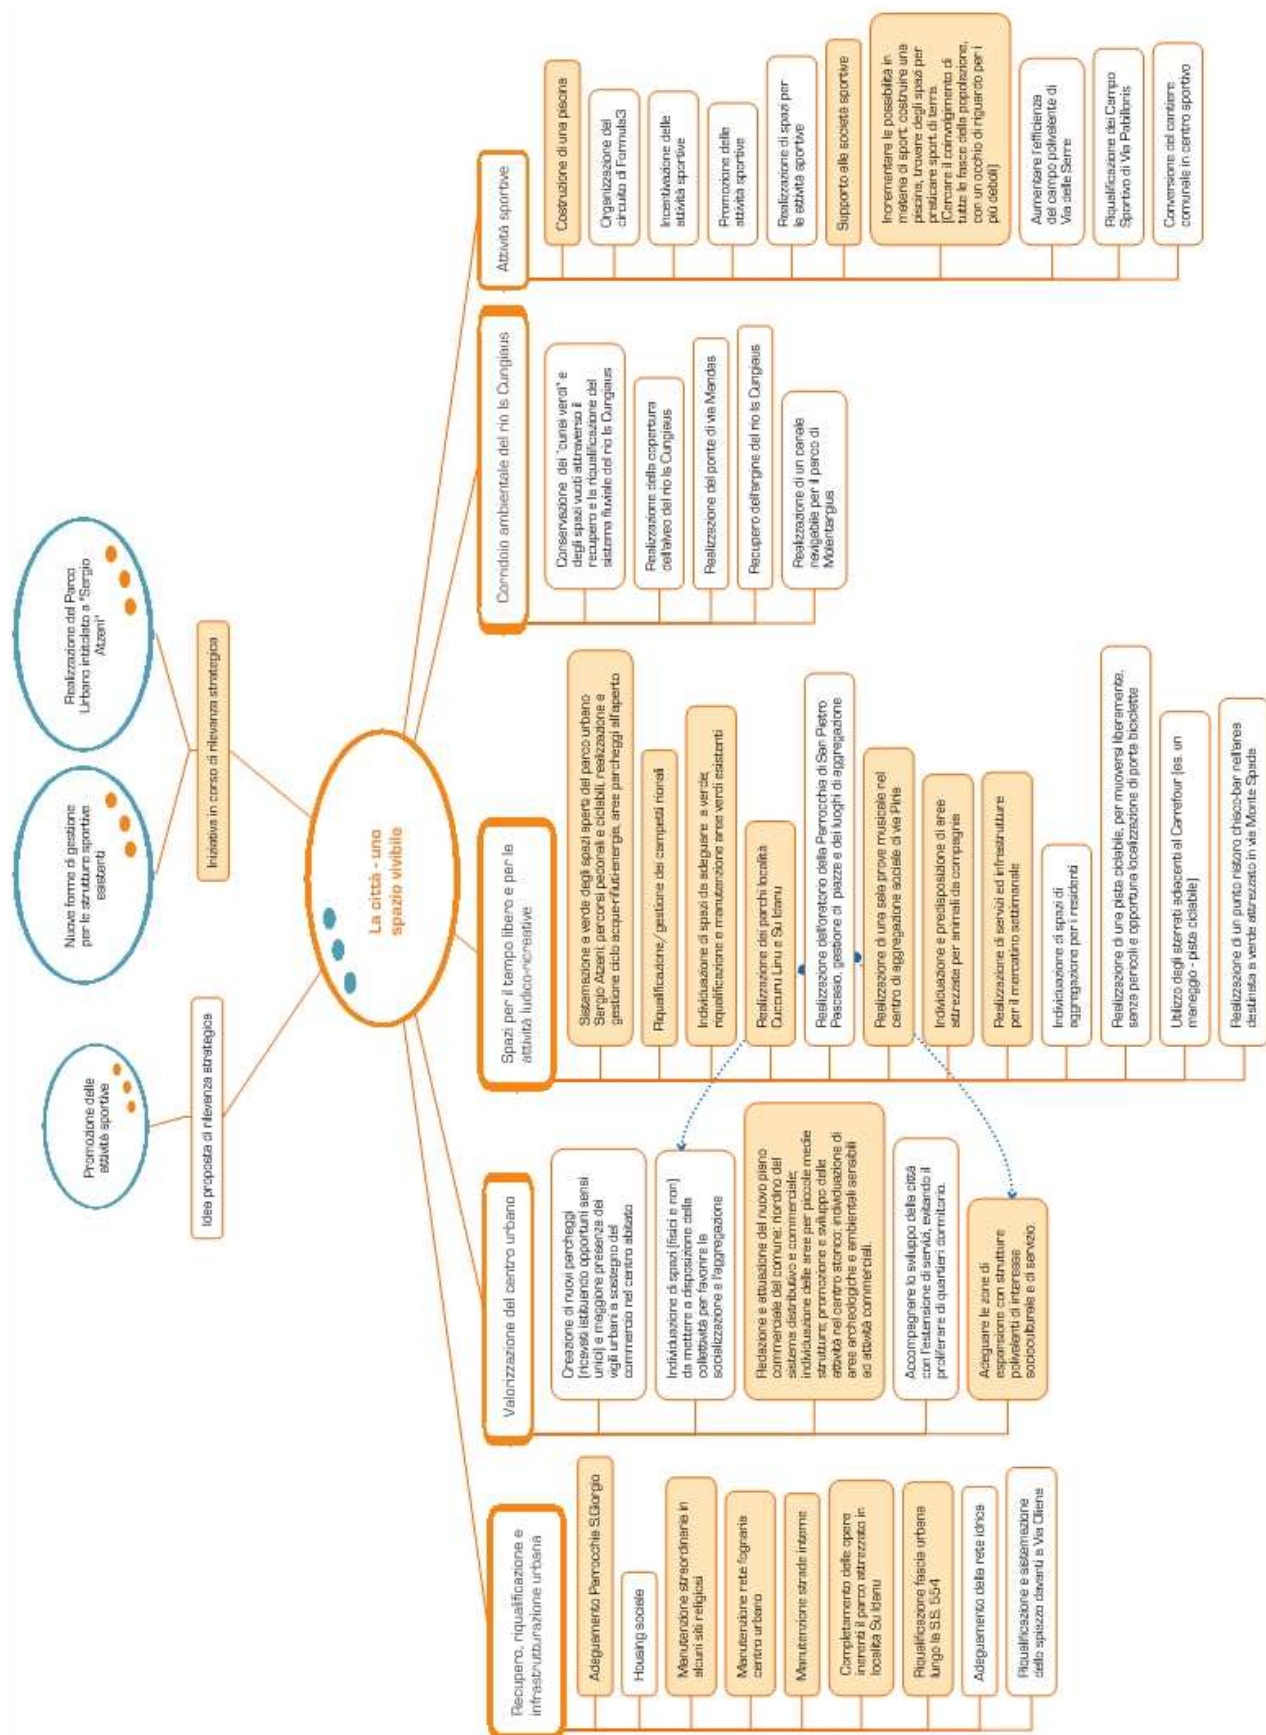 Promozione delle
attività sportive
Nuove forme di gestione
per le strutture sportive
esistenti
Realizzazione del Parco
Urbano intitolato a "Sergio
Atzeni"
Idea proposta di rilevanza strategica
Iniziativa in corso di rilevanza strategica
La città - uno
spazio vivibile
Recupero, riqualificazione e
infrastrutturazione urbana
Adeguamento Parrocchia S.Giorgio
Housing sociale
Manutenzione straordinaria in
alcuni siti religiosi
Manutenzione rete fognaria
centro urbano
Manutenzione strade interne
Completamento delle opere
inerenti il parco attrezzato in
località Su Idanu
Riqualificazione fascia urbana
lungo la S.S. 554
Adeguamento della rete idrica
Riqualificazione e sistemazione
dello spiazzo davanti a Via Oliena
Valorizzazione del centro urbano
Creazione di nuovi parcheggi
[ricavati istituendo opportuni sensi
unici] e maggiore presenza dei
vigili urbani a sostegno del
commercio nel centro abitato
Individuazione di spazi [fisici e non]
da mettere a disposizione della
collettività per favorire la
socializzazione e l'aggregazione
Redazione e attuazione del nuovo piano
commerciale del comune: riordino del
sistema distributivo e commerciale;
individuazione delle aree per piccole medie
strutture; promozione e sviluppo delle
attività nel centro storico; individuazione di
aree archeologiche e ambientali sensibili
ad attività commerciali.
Accompagnare lo sviluppo della città
con l'estensione di servizi, evitando il
proliferare di quartieri dormitorio.
Adeguare le zone di
espansione con strutture
polivalenti di interesse
socioculturale e di servizio.
Spazi per il tempo libero e per le
attività ludico-ricreative
Sistemazione a verde degli spazi aperti del parco urbano
Sergio Atzeni; percorsi pedonali e ciclabili, realizzazione e
gestione ciclo acque-rifiuti-energia, aree parcheggi all'aperto
Riqualificazione/ gestione dei campetti rionali
Individuazione di spazi da adeguare a verde;
riqualificazione e manutenzione aree verdi esistenti
Realizzazione dei parchi località
Cuccuru Linu e Su Idanu
Realizzazione dell'oratorio della Parrocchia di San Pietro
Pascasio, gestione di piazze e dei luoghi di aggregazione
Realizzazione di una sala prove musicale nel
centro di aggregazione sociale di via Piria
Individuazione e predisposizione di aree
attrezzate per animali da compagnia
Realizzazione di servizi ed infrastrutture
per il mercatino settimanale
Individuazione di spazi di
aggregazione per i residenti
Realizzazione di una pista ciclabile, per muoversi liberamente,
senza pericoli e opportuna localizzazione di porta biciclette
Utilizzo degli sterrati adiacenti al Carrefour [es. un
maneggio - pista ciclabile]
Realizzazione di un punto ristoro chiosco-bar nell'area
destinata a verde attrezzato in via Monte Spada
Corridoio ambientale del rio Is Cungiaus
Conservazione dei "cunei verdi" e
degli spazi vuoti attraverso il
recupero e la riqualificazione del
sistema fluviale del rio Is Cungiaus
Realizzazione della copertura
dell'alveo del rio Is Cungiaus
Realizzazione del ponte di via Mandas
Recupero dell'argine del rio Is Cungiaus
Realizzazione di un canale
navigabile per il parco di
Molentargius
Attività sportive
Costruzione di una piscina
Organizzazione del
circuito di Formula3
Incentivazione delle
attività sportive
Promozione delle
attività sportive
Realizzazione di spazi per
le attività sportive
Supporto alle società sportive
Incrementare le possibilità in
materia di sport: costruire una
piscina, trovare degli spazi per
praticare sport di terra.
[Cercare il coinvolgimento di
tutte le fasce della popolazione,
con un occhio di riguardo per i
più deboli]
Aumentare l'efficienza
del campo polivalente di
Via delle Serre
Riqualificazione del Campo
Sportivo di Via Pabillonis
Conversione del cantiere
comunale in centro sportivo